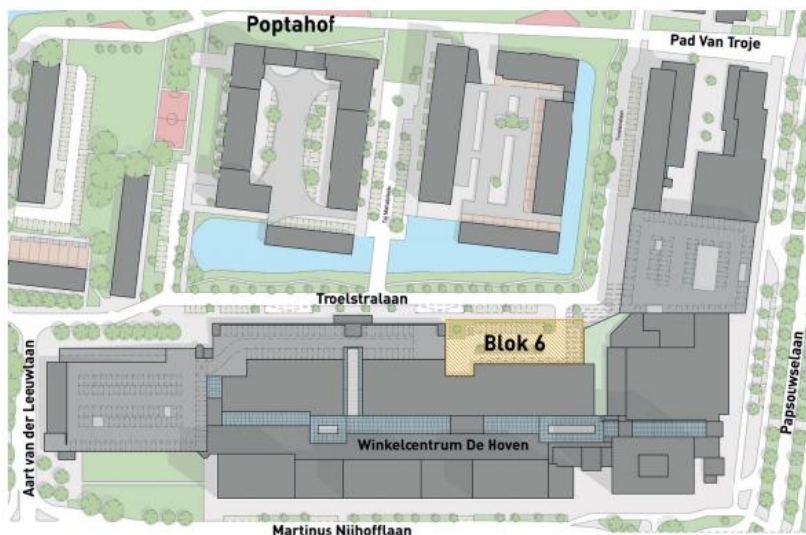 Poptahof
Pad Van Troje
Troelstralaan
Blok 6
Aart van der Leeuwlaan
Papsouwselaan
Winkelcentrum De Hoven
Martinus Nijhofflaan